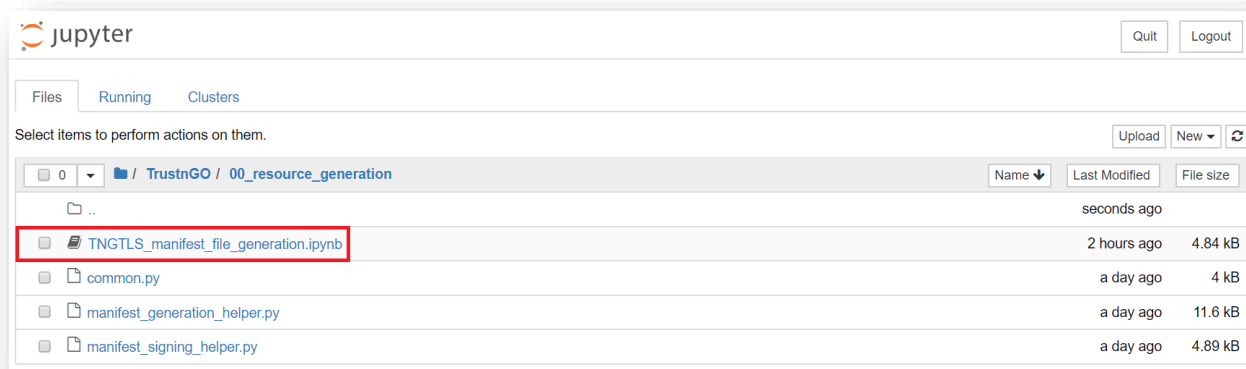 jupyter
Quit Logout
Files Running Clusters
Select items to perform actions on them.
Upload New
0 / TrustnGO / 00_resource_generation Name Last Modified File size
.. seconds ago
TNGTLS_manifest_file_generation.ipynb 2 hours ago 4.84 kB
common.py a day ago 4 kB
manifest_generation_helper.py a day ago 11.6 kB
manifest_signing_helper.py a day ago 4.89 kB